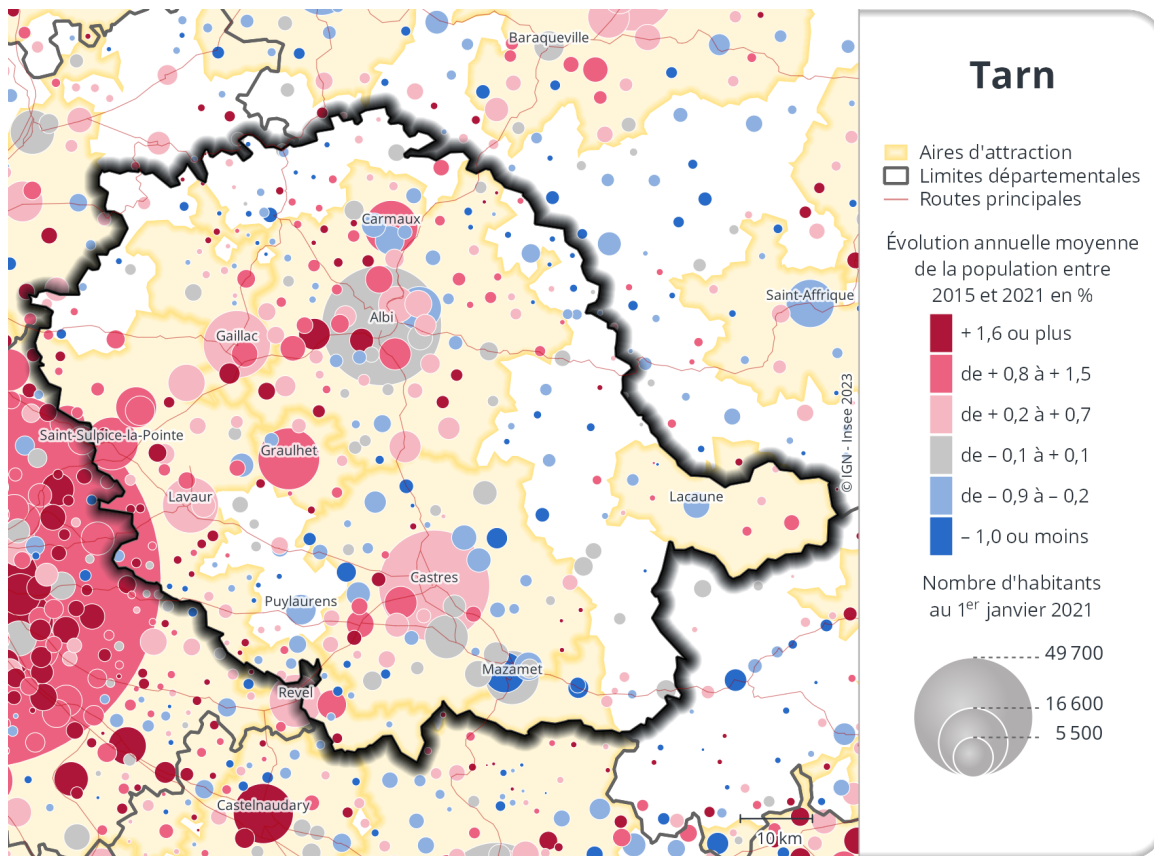 Baraqueville
Carmaux
Saint-Affrique
Albi
Gaillac
Saint-Sulpice-la-Pointe
Graulhet
Lavaur
Lacaune
Castres
Puylaurens
Mazamet
Revel
Castelnaudary
10 km
© IGN - Insee 2023
Tarn
Aires d'attraction
Limites départementales
Routes principales
Évolution annuelle moyenne
de la population entre
2015 et 2021 en %
+ 1,6 ou plus
de + 0,8 à + 1,5
de + 0,2 à + 0,7
de – 0,1 à + 0,1
de – 0,9 à – 0,2
– 1,0 ou moins
Nombre d'habitants
au 1er janvier 2021
49 700
16 600
5 500